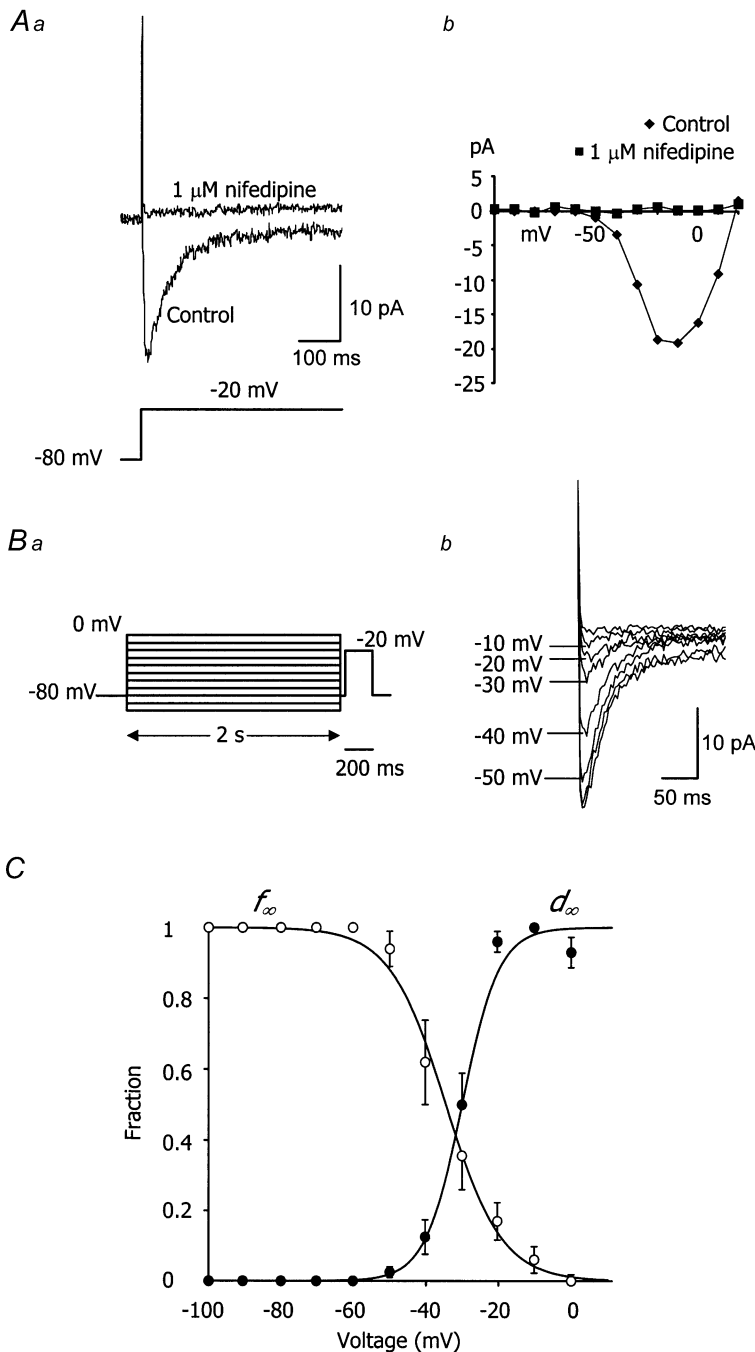 A a
1 μM nifedipine
Control
10 pA
100 ms
-20 mV
-80 mV
b
Control
1 μM nifedipine
pA
5
0
-5
-10
-15
-20
-25
mV
-50
0
B a
0 mV
-20 mV
-80 mV
2 s
200 ms
b
-10 mV
-20 mV
-30 mV
-40 mV
-50 mV
10 pA
50 ms
C
f∞
d∞
1
0.8
0.6
0.4
0.2
0
Fraction
-100 -80 -60 -40 -20 0
Voltage (mV)